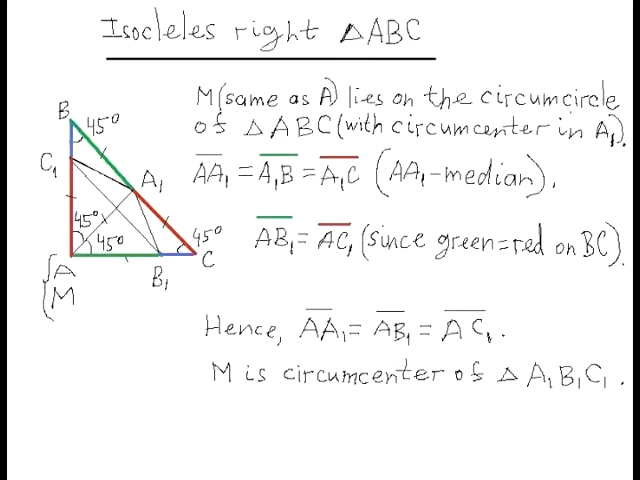 Isocleles right △ABC
M(same as A) lies on the circumcircle
of △ABC(with circumcenter in A₁).
AA₁ = A₁B = A₁C (AA₁-median).
AB₁ = AC₁ (since green=red on BC).
Hence, AA₁ = AB₁ = AC₁.
M is circumcenter of △ A₁B₁C₁.
B
45°
C₁
A₁
45°
45°
45°
A
M
B₁
C